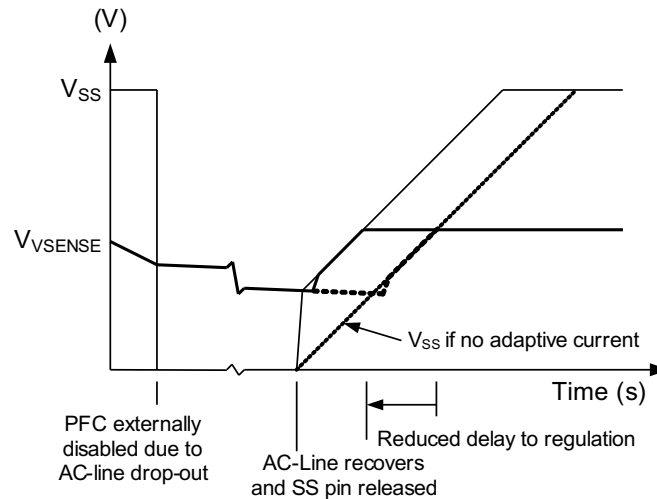 (V)
VSS
VVSENSE
VSS if no adaptive current
Time (s)
PFC externally
disabled due to
AC-line drop-out
AC-Line recovers
and SS pin released
Reduced delay to regulation